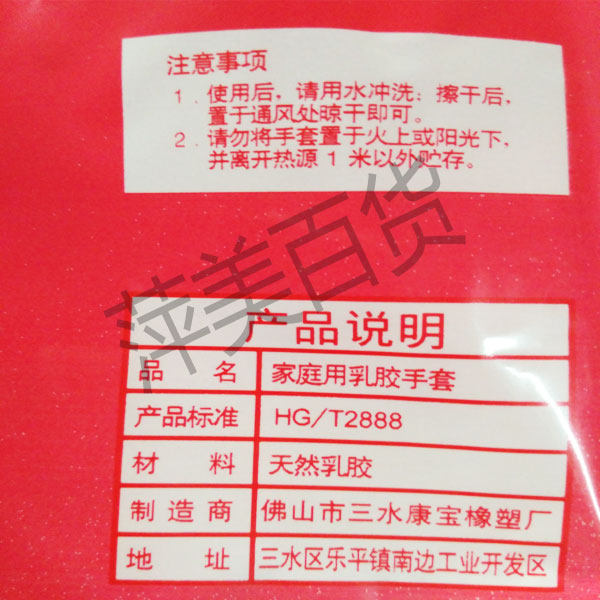 注意事项
1．使用后，请用水冲洗；擦干后，
置于通风处晾干即可。
2．请勿将手套置于火上或阳光下，
并离开热源1米以外贮存。
萍美百货
产品说明
品 名 家庭用乳胶手套
产品标准 HG/T2888
材 料 天然乳胶
制造商 佛山市三水康宝橡塑厂
地 址 三水区乐平镇南边工业开发区